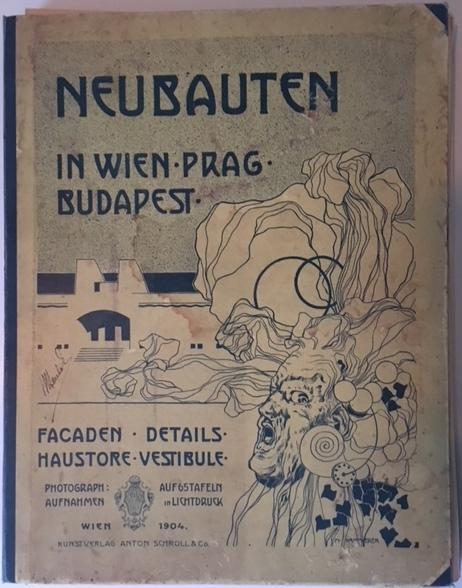 NEUBAUTEN
IN WIEN·PRAG·
BUDAPEST·
FACADEN · DETAILS·
HAUSTORE·VESTIBULE·
PHOTOGRAPH: AUF 65 TAFELN
AUFNAHMEN in LICHTDRUCK
WIEN 1904.
KUNSTVERLAG ANTON SCHROLL & Co.